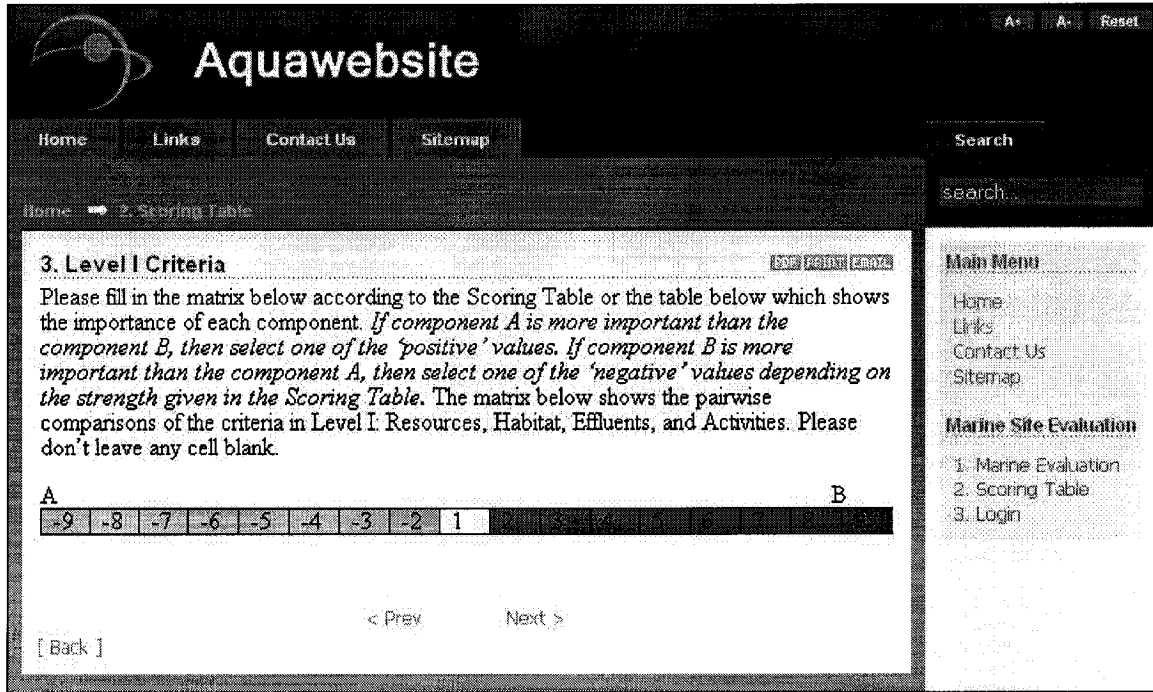 A+ A- Reset
Aquawebsite
Home Links Contact Us Sitemap
Search
search...
Home 2. Scoring Table
3. Level I Criteria
PDF PRINT EMAIL
Please fill in the matrix below according to the Scoring Table or the table below which shows
the importance of each component. If component A is more important than the
component B, then select one of the ‘positive’ values. If component B is more
important than the component A, then select one of the ‘negative’ values depending on
the strength given in the Scoring Table. The matrix below shows the pairwise
comparisons of the criteria in Level I: Resources, Habitat, Effluents, and Activities. Please
don't leave any cell blank.
A B
-9 -8 -7 -6 -5 -4 -3 -2 1 2 3 4 5 6 7 8
< Prev Next >
[ Back ]
Main Menu
Home
Links
Contact Us
Sitemap
Marine Site Evaluation
1. Marine Evaluation
2. Scoring Table
3. Login